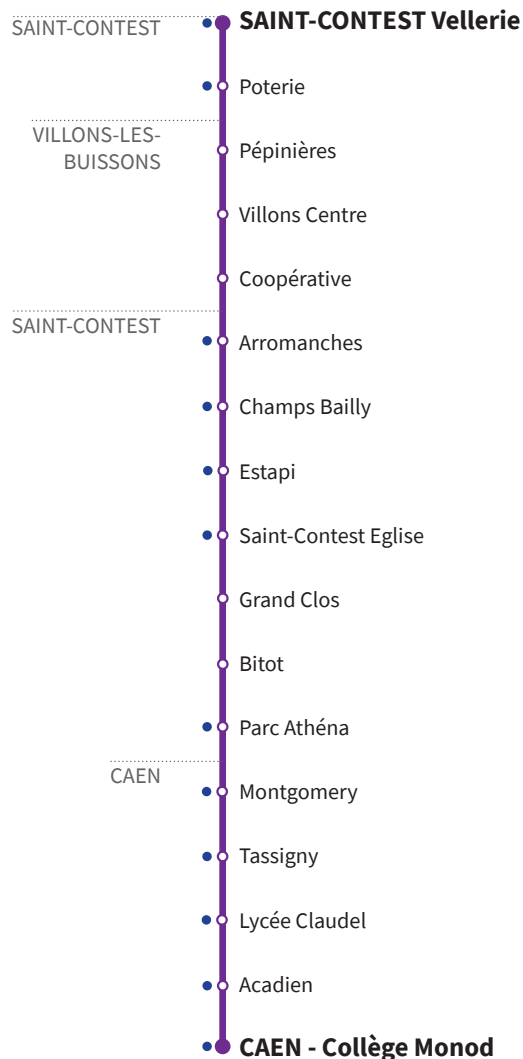 SAINT-CONTEST
SAINT-CONTEST Vellerie
Poterie
VILLONS-LES-
BUISSONS
Pépinières
Villons Centre
Coopérative
SAINT-CONTEST
Arromanches
Champs Bailly
Estapi
Saint-Contest Eglise
Grand Clos
Bitot
Parc Athéna
CAEN
Montgomery
Tassigny
Lycée Claudel
Acadien
CAEN - Collège Monod